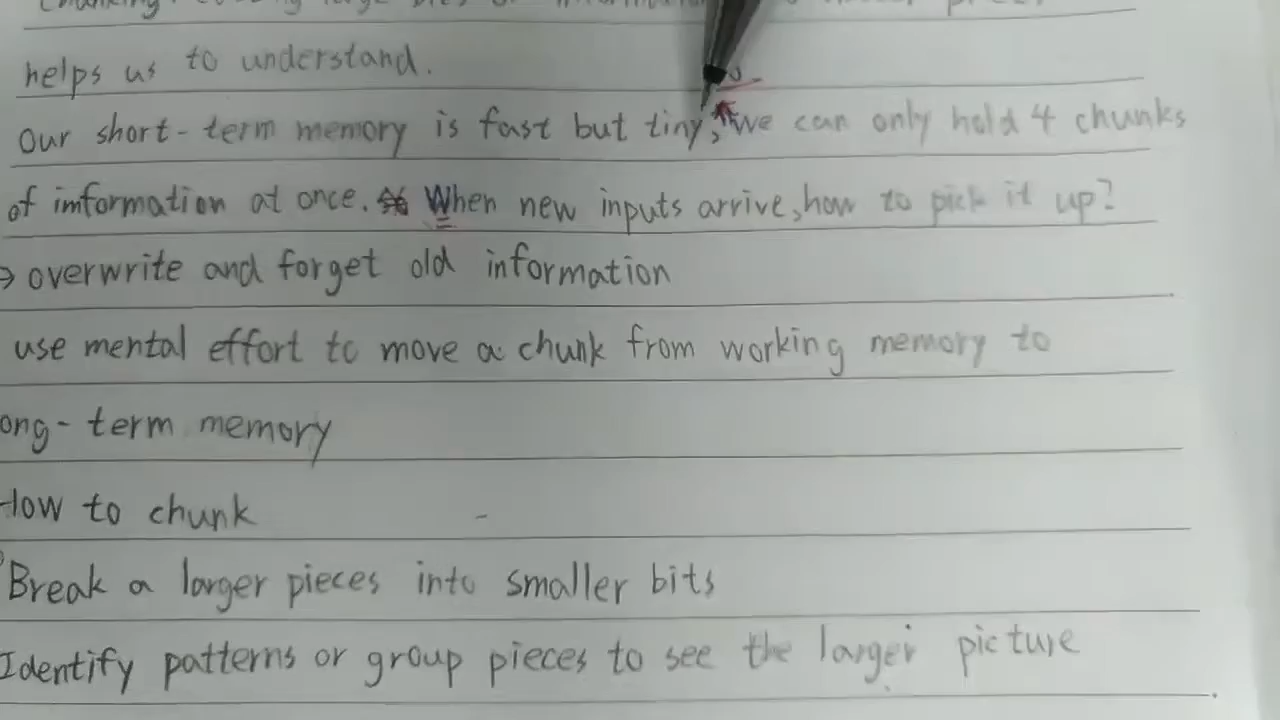 helps us to understand.
Our short-term memory is fast but tiny, We can only hold 4 chunks
of imformation at once. When new inputs arrive, how to pick it up?
→ overwrite and forget old information
use mental effort to move a chunk from working memory to
ong-term memory
How to chunk
Break a larger pieces into smaller bits
Identify patterns or group pieces to see the larger picture